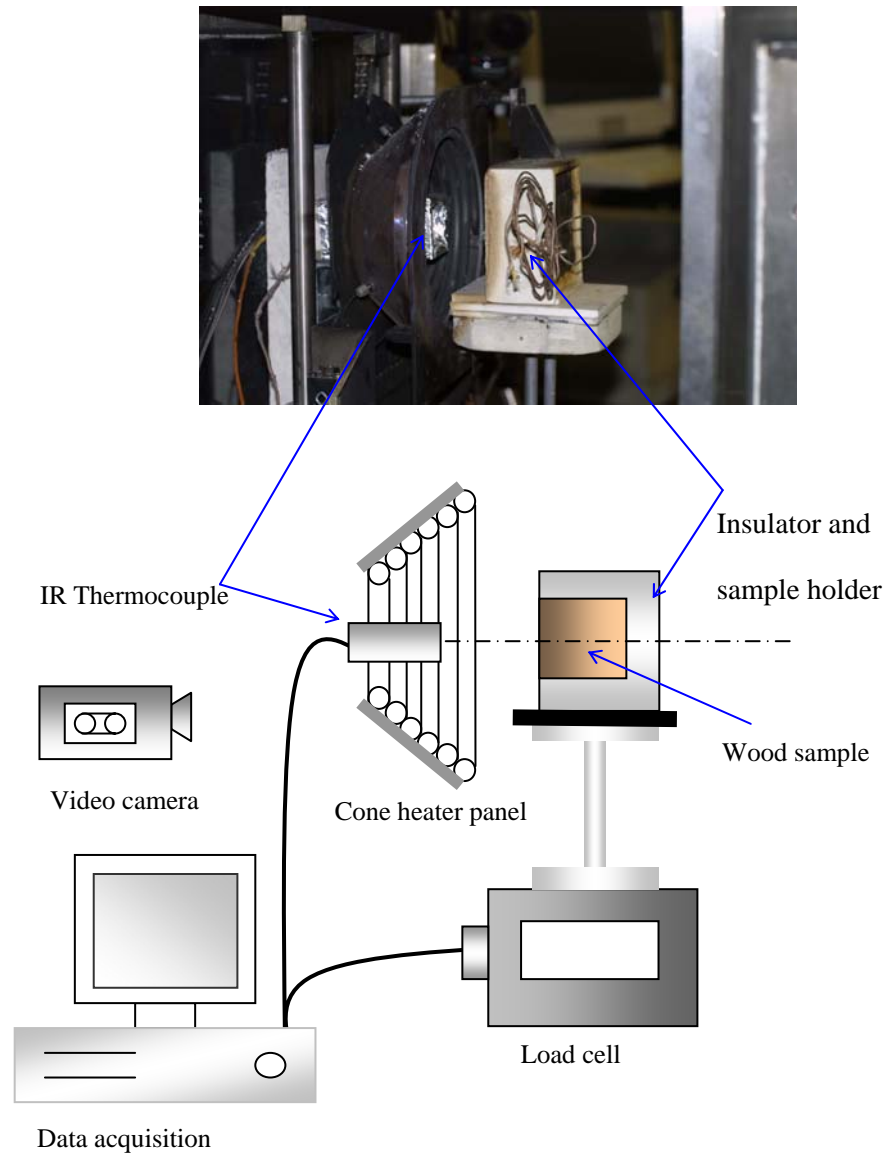 Insulator and
sample holder
IR Thermocouple
Wood sample
Video camera
Cone heater panel
Load cell
Data acquisition